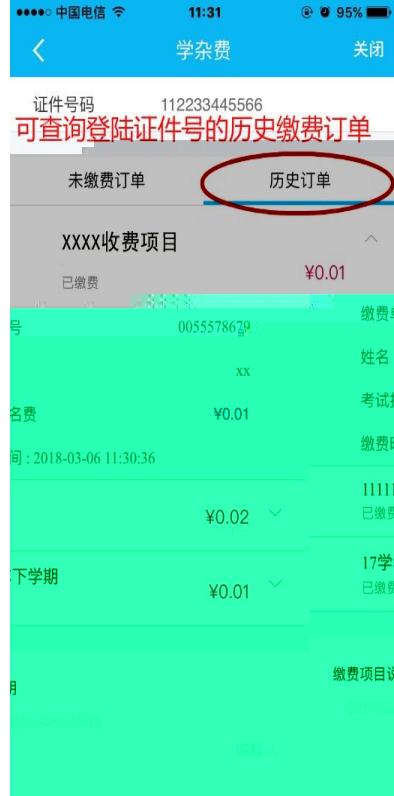 中国电信 11:31 95%
学杂费 关闭
证件号码 112233445566
可查询登陆证件号的历史缴费订单
未缴费订单 历史订单
XXXX收费项目
已缴费 ¥0.01
号 0055578679 缴费单
xx 姓名
名费 ¥0.01 考试报
间 : 2018-03-06 11:30:36 缴费时
11111
¥0.02 已缴费
17学
下学期 ¥0.01 已缴费
缴费项目说
收起